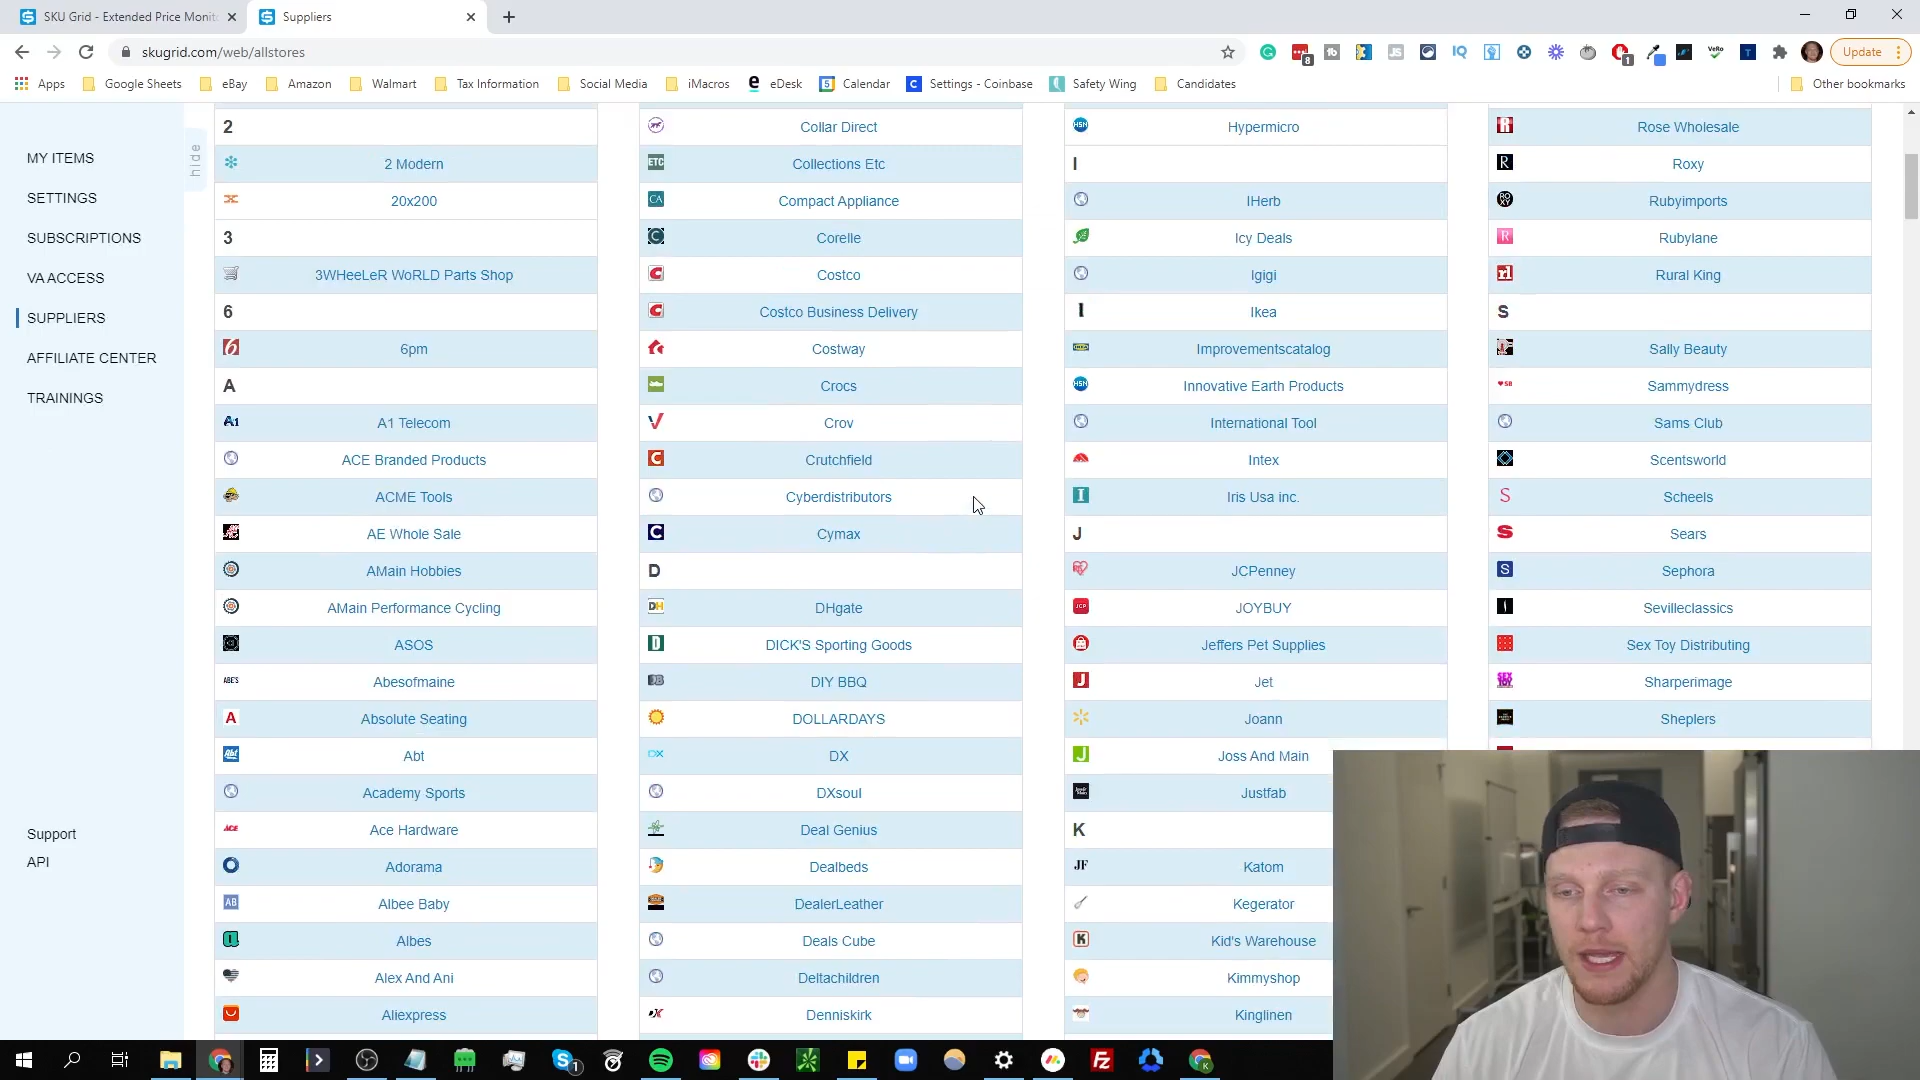 SKU Grid - Extended Price Monito
Suppliers
skugrid.com/web/allstores
Update
Apps
Google Sheets
eBay
Amazon
Walmart
Tax Information
Social Media
iMacros
eDesk
Calendar
Settings - Coinbase
Safety Wing
Candidates
Other bookmarks
MY ITEMS
SETTINGS
SUBSCRIPTIONS
VA ACCESS
SUPPLIERS
AFFILIATE CENTER
TRAININGS
Support
API
hide
2
2 Modern
20x200
3
3WHeeLeR WoRLD Parts Shop
6
6pm
A
A1 Telecom
ACE Branded Products
ACME Tools
AE Whole Sale
AMain Hobbies
AMain Performance Cycling
ASOS
Abesofmaine
Absolute Seating
Abt
Academy Sports
Ace Hardware
Adorama
Albee Baby
Albes
Alex And Ani
Aliexpress
Collar Direct
Collections Etc
Compact Appliance
Corelle
Costco
Costco Business Delivery
Costway
Crocs
Crov
Crutchfield
Cyberdistributors
Cymax
D
DHgate
DICK'S Sporting Goods
DIY BBQ
DOLLARDAYS
DX
DXsoul
Deal Genius
Dealbeds
DealerLeather
Deals Cube
Deltachildren
Denniskirk
Hypermicro
I
IHerb
Icy Deals
Igigi
Ikea
Improvementscatalog
Innovative Earth Products
International Tool
Intex
Iris Usa inc.
J
JCPenney
JOYBUY
Jeffers Pet Supplies
Jet
Joann
Joss And Main
Justfab
K
Katom
Kegerator
Kid's Warehouse
Kimmyshop
Kinglinen
Rose Wholesale
Roxy
Rubyimports
Rubylane
Rural King
S
Sally Beauty
Sammydress
Sams Club
Scentsworld
Scheels
Sears
Sephora
Sevilleclassics
Sex Toy Distributing
Sharperimage
Sheplers